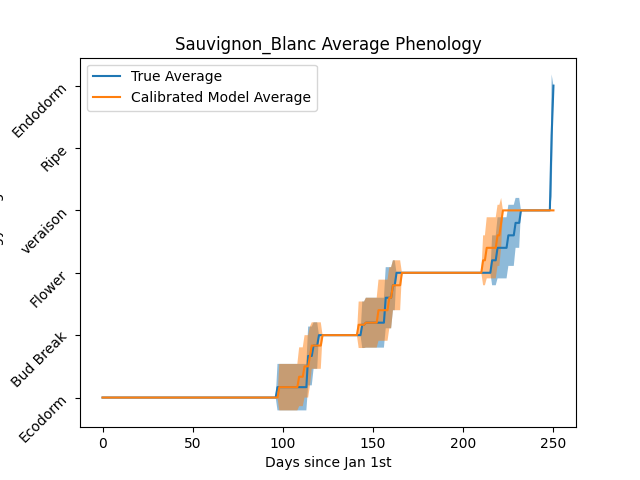 Sauvignon_Blanc Average Phenology
True Average
Calibrated Model Average
Endodorm
Ripe
veraison
Flower
Bud Break
Ecodorm
0 50 100 150 200 250
Days since Jan 1st